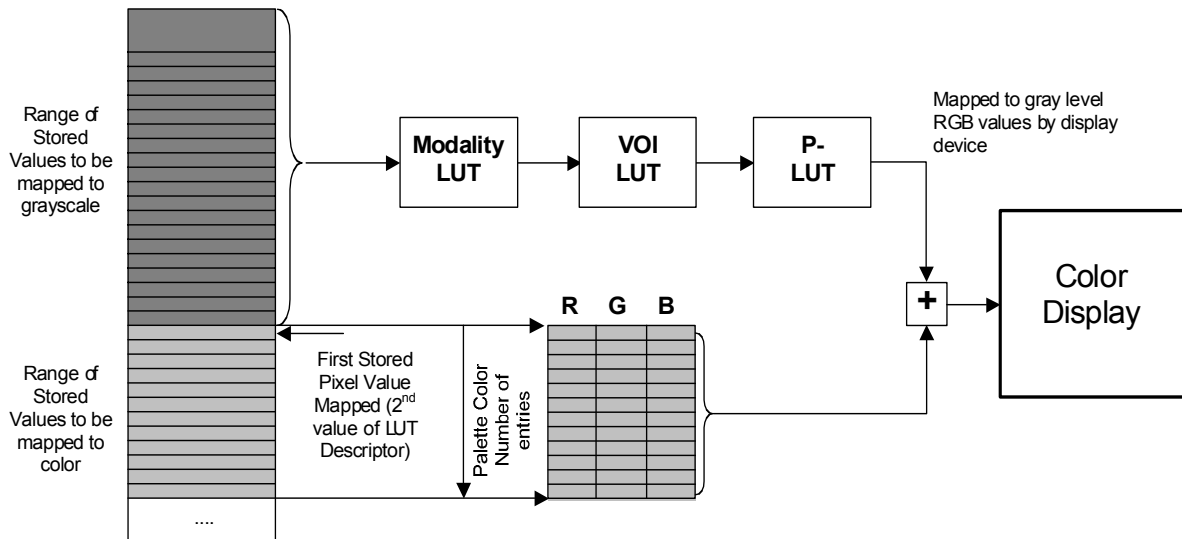 Range of
Stored
Values to be
mapped to
grayscale
Modality
LUT
VOI
LUT
P-
LUT
Mapped to gray level
RGB values by display
device
Color
Display
+
R G B
First Stored
Pixel Value
Mapped (2nd
value of LUT
Descriptor)
Palette Color
Number of
entries
Range of
Stored
Values to be
mapped to
color
....